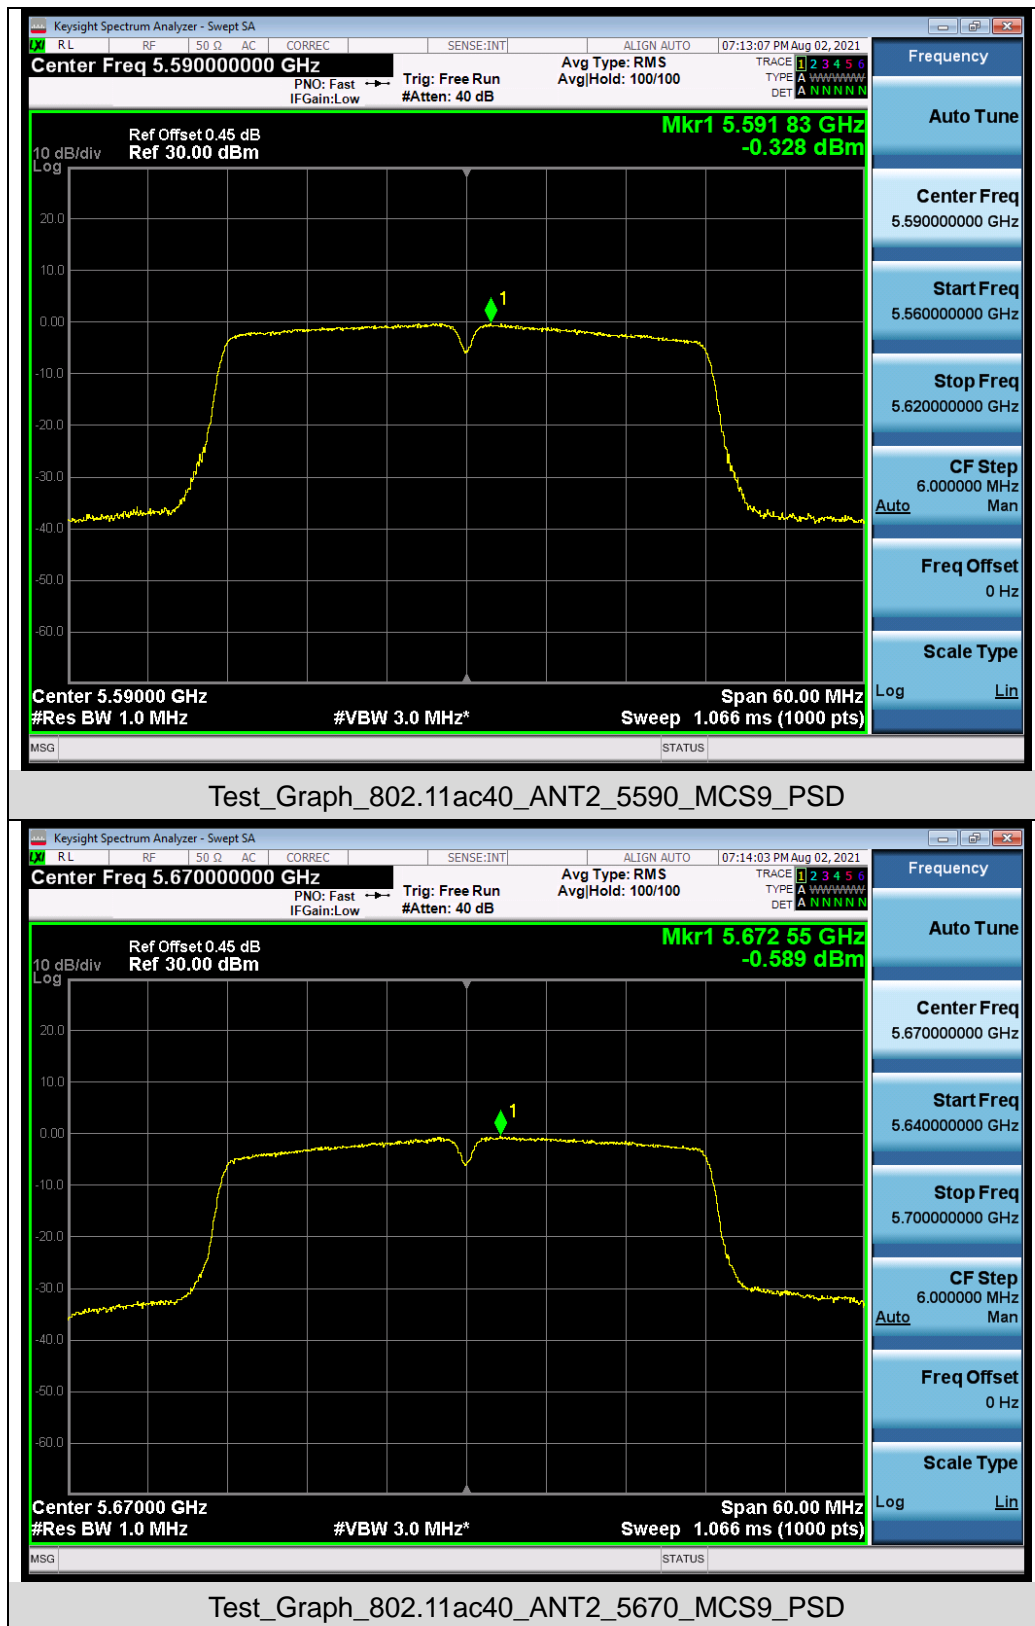 Keysight Spectrum Analyzer - Swept SA
LXI RL RF 50 Ω AC CORREC SENSE:INT ALIGN AUTO 07:13:07 PM Aug 02, 2021
Center Freq 5.590000000 GHz
PNO: Fast
IFGain:Low
Trig: Free Run
#Atten: 40 dB
Avg Type: RMS
Avg|Hold: 100/100
TRACE 1 2 3 4 5 6
TYPE A WWWWW
DET A N N N N N
Frequency
Mkr1 5.591 83 GHz
-0.328 dBm
Ref Offset 0.45 dB
10 dB/div Ref 30.00 dBm
Log
20.0
10.0
0.00
-10.0
-20.0
-30.0
-40.0
-50.0
-60.0
1
Center 5.59000 GHz
Span 60.00 MHz
#Res BW 1.0 MHz
#VBW 3.0 MHz*
Sweep 1.066 ms (1000 pts)
Auto Tune
Center Freq
5.590000000 GHz
Start Freq
5.560000000 GHz
Stop Freq
5.620000000 GHz
CF Step
6.000000 MHz
Auto Man
Freq Offset
0 Hz
Scale Type
Log Lin
MSG STATUS
Test_Graph_802.11ac40_ANT2_5590_MCS9_PSD
Keysight Spectrum Analyzer - Swept SA
LXI RL RF 50 Ω AC CORREC SENSE:INT ALIGN AUTO 07:14:03 PM Aug 02, 2021
Center Freq 5.670000000 GHz
PNO: Fast
IFGain:Low
Trig: Free Run
#Atten: 40 dB
Avg Type: RMS
Avg|Hold: 100/100
TRACE 1 2 3 4 5 6
TYPE A WWWWW
DET A N N N N N
Frequency
Mkr1 5.672 55 GHz
-0.589 dBm
Ref Offset 0.45 dB
10 dB/div Ref 30.00 dBm
Log
20.0
10.0
0.00
-10.0
-20.0
-30.0
-40.0
-50.0
-60.0
1
Center 5.67000 GHz
Span 60.00 MHz
#Res BW 1.0 MHz
#VBW 3.0 MHz*
Sweep 1.066 ms (1000 pts)
Auto Tune
Center Freq
5.670000000 GHz
Start Freq
5.640000000 GHz
Stop Freq
5.700000000 GHz
CF Step
6.000000 MHz
Auto Man
Freq Offset
0 Hz
Scale Type
Log Lin
MSG STATUS
Test_Graph_802.11ac40_ANT2_5670_MCS9_PSD